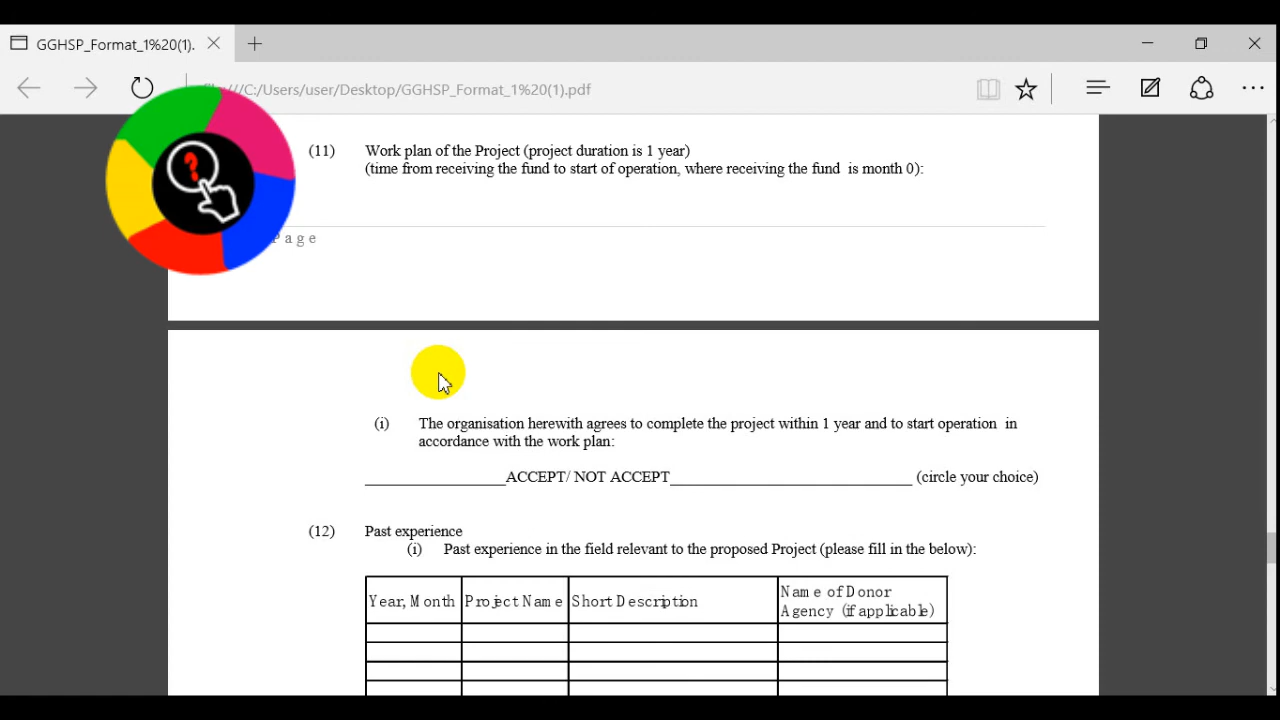 GGHSP_Format_1%20(1).
/C:/Users/user/Desktop/GGHSP_Format_1%20(1).pdf
(11) Work plan of the Project (project duration is 1 year)
(time from receiving the fund to start of operation, where receiving the fund is month 0):
Page
(i) The organisation herewith agrees to complete the project within 1 year and to start operation in
accordance with the work plan:
ACCEPT/ NOT ACCEPT (circle your choice)
(12) Past experience
(i) Past experience in the field relevant to the proposed Project (please fill in the below):
Year, Month Project Name Short Description Name of Donor
Agency (if applicable)